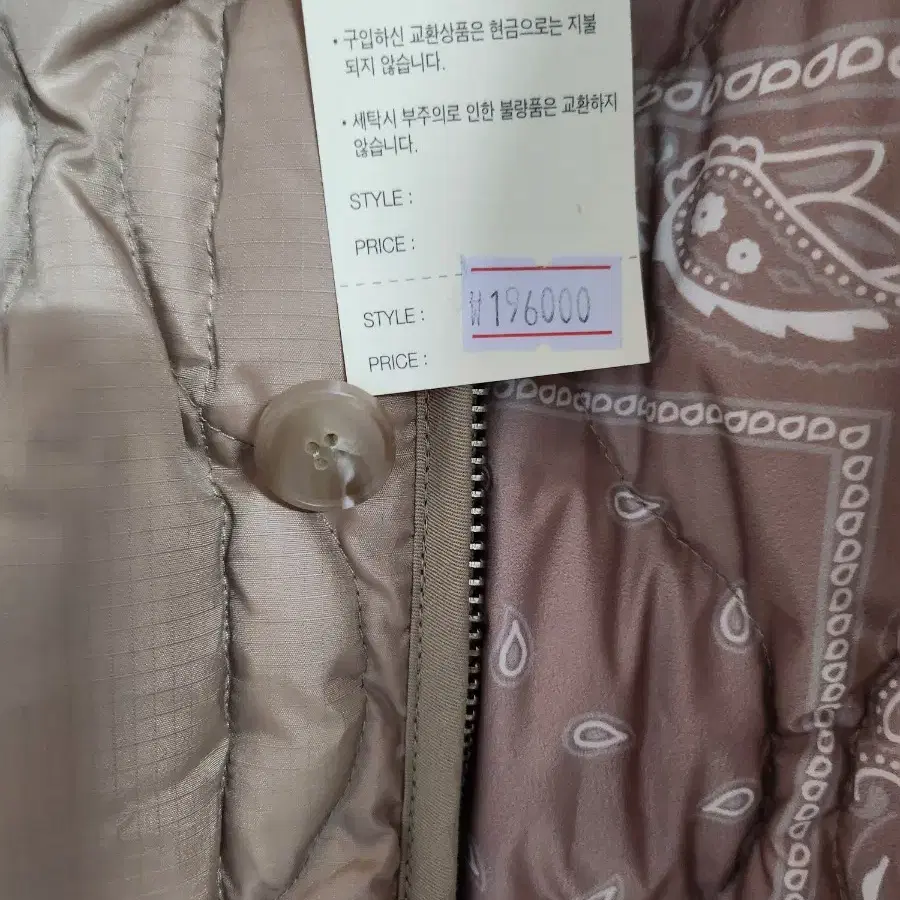 • 구입하신 교환상품은 현금으로는 지불
되지 않습니다.
• 세탁시 부주의로 인한 불량품은 교환하지
않습니다.
STYLE :
PRICE :
STYLE :
₩196000
PRICE :